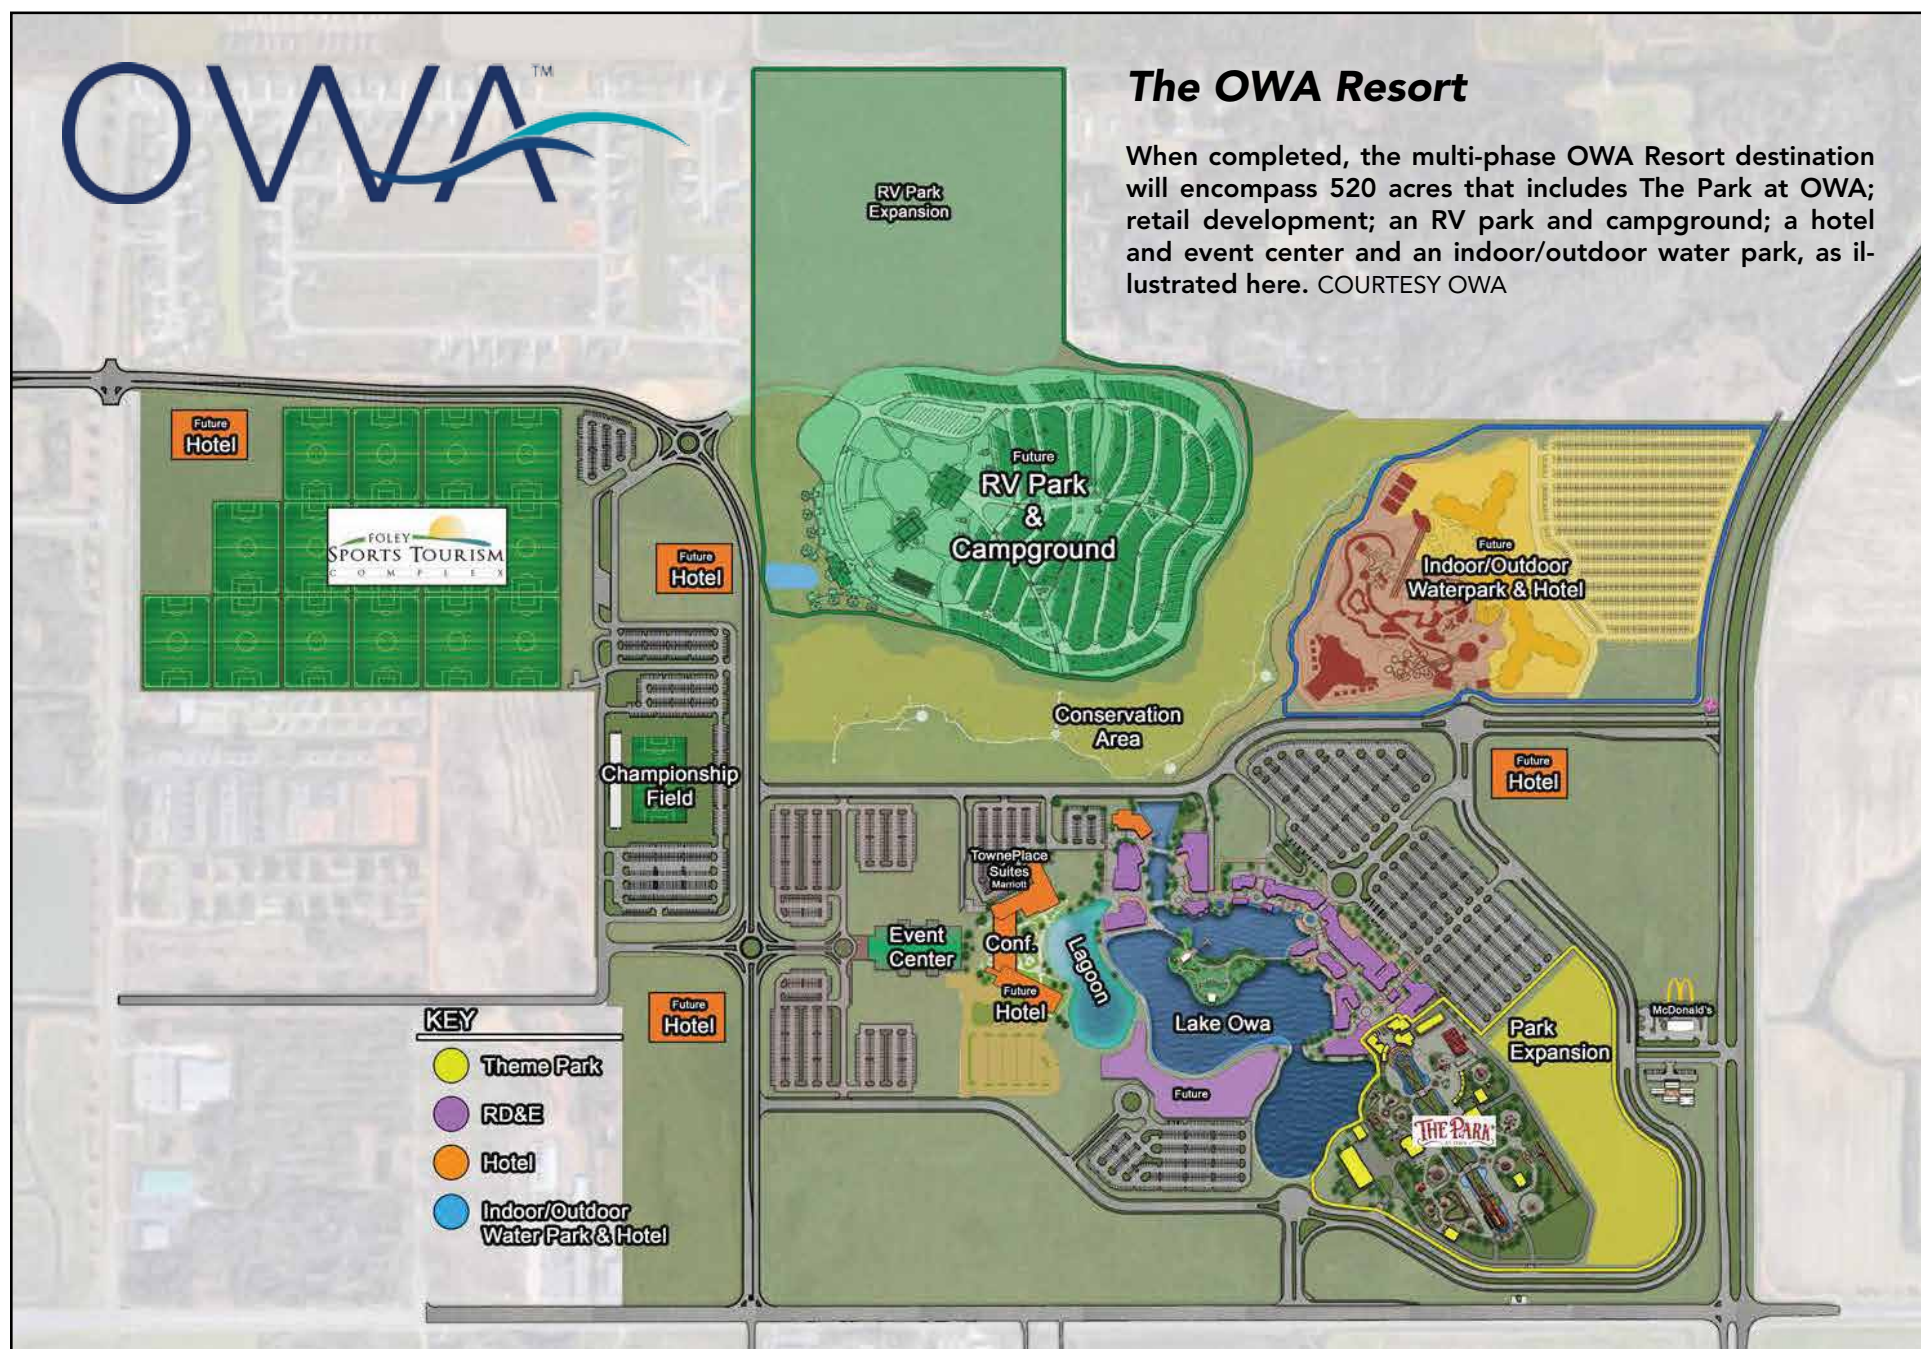 OWA™
The OWA Resort
When completed, the multi-phase OWA Resort destination
will encompass 520 acres that includes The Park at OWA;
retail development; an RV park and campground; a hotel
and event center and an indoor/outdoor water park, as il-
lustrated here. COURTESY OWA
RV Park
Expansion
Future
Hotel
FOLEY
SPORTS TOURISM
COMPLEX
Future
Hotel
Future
RV Park
&
Campground
Future
Indoor/Outdoor
Waterpark & Hotel
Conservation
Area
Championship
Field
Future
Hotel
TownePlace
Suites
Marriott
Event
Center
Conf.
Lagoon
Future
Hotel
Lake Owa
Future
Hotel
McDonald's
Park
Expansion
Future
THE PARK
KEY
Theme Park
RD&E
Hotel
Indoor/Outdoor
Water Park & Hotel